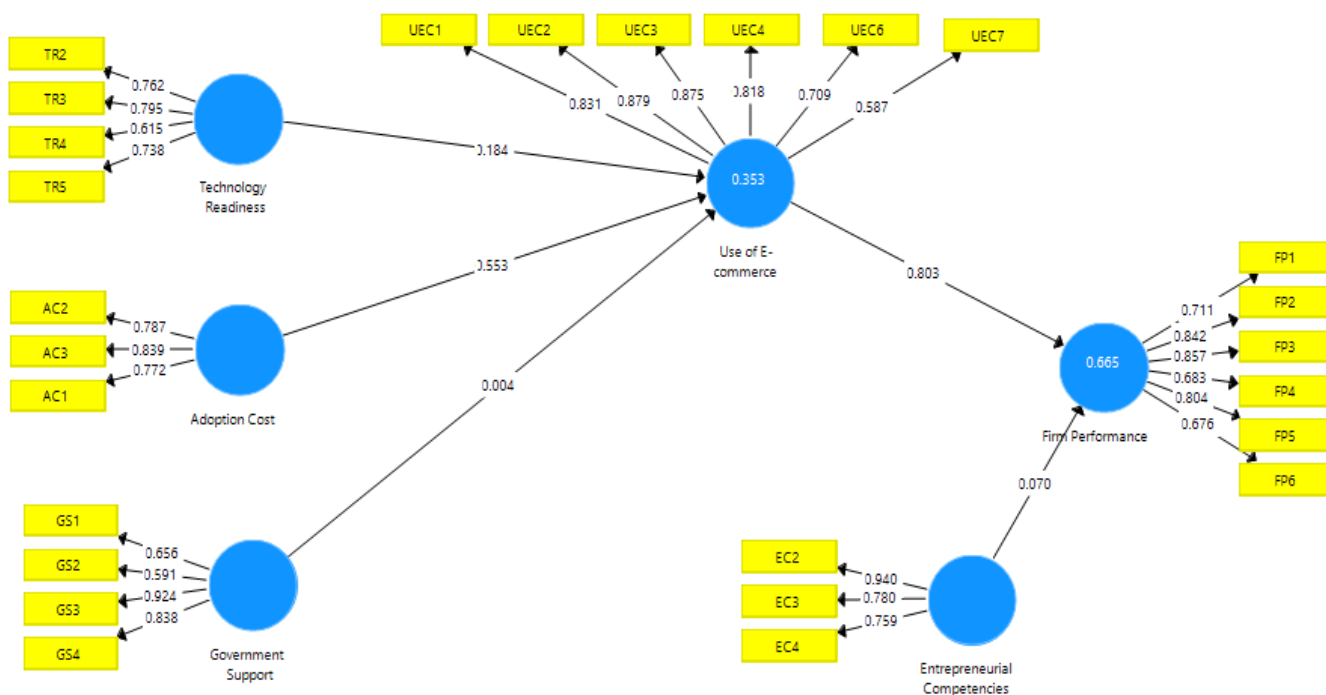 UEC1
UEC2
UEC3
UEC4
UEC6
UEC7
0.831
0.879
0.875
0.818
0.709
0.587
TR2
TR3
TR4
TR5
0.762
0.795
0.615
0.738
Technology
Readiness
0.184
0.353
Use of E-
commerce
AC2
AC3
AC1
0.787
0.839
0.772
Adoption Cost
0.553
0.803
0.004
GS1
GS2
GS3
GS4
0.656
0.591
0.924
0.838
Government
Support
0.665
Firm Performance
0.711
0.842
0.857
0.683
0.804
0.676
FP1
FP2
FP3
FP4
FP5
FP6
0.070
EC2
EC3
EC4
0.940
0.780
0.759
Entrepreneurial
Competencies